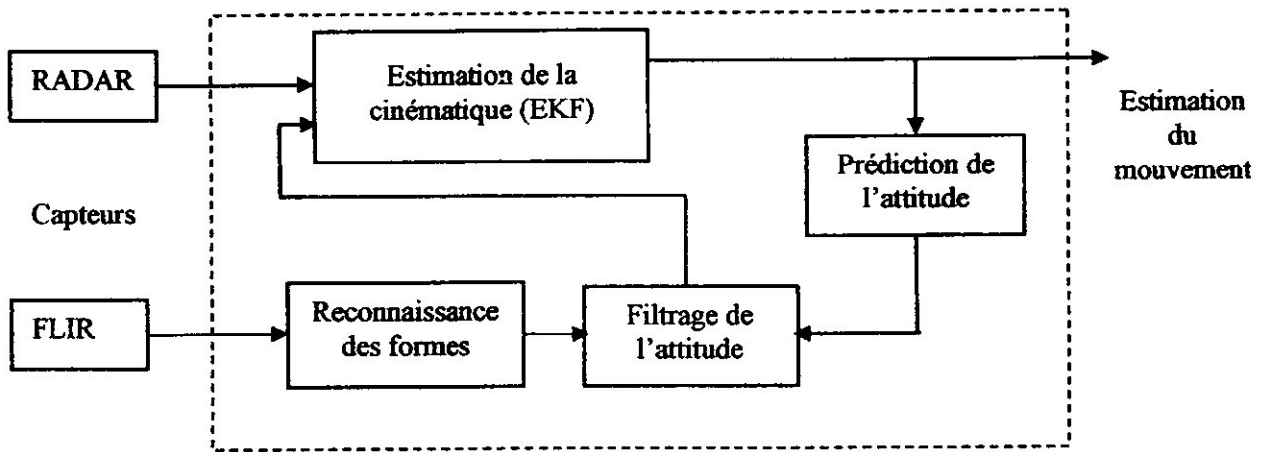 RADAR
Estimation de la
cinématique (EKF)
Estimation
du
mouvement
Prédiction de
l'attitude
Capteurs
FLIR
Reconnaissance
des formes
Filtrage de
l'attitude